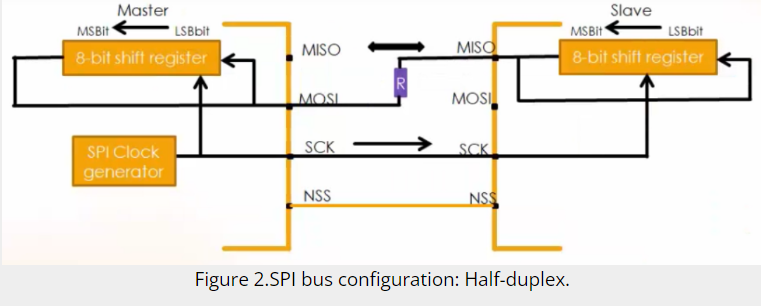 Master
Slave
MSBit LSBbit
MSBit LSBbit
8-bit shift register
8-bit shift register
MISO
MISO
R
MOSI
MOSI
SPI Clock
generator
SCK
SCK
NSS
NSS
Figure 2.SPI bus configuration: Half-duplex.